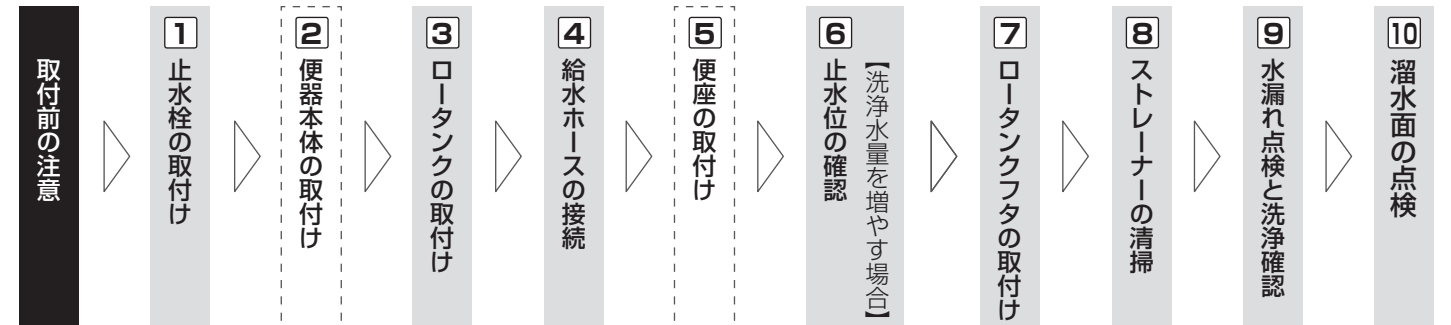 取付前の注意
1
止水栓の取付け
2
便器本体の取付け
3
ロータンクの取付け
4
給水ホースの接続
5
便座の取付け
6
止水位の確認
【洗浄水量を増やす場合】
7
ロータンクフタの取付け
8
ストレーナーの清掃
9
水漏れ点検と洗浄確認
10
溜水面の点検